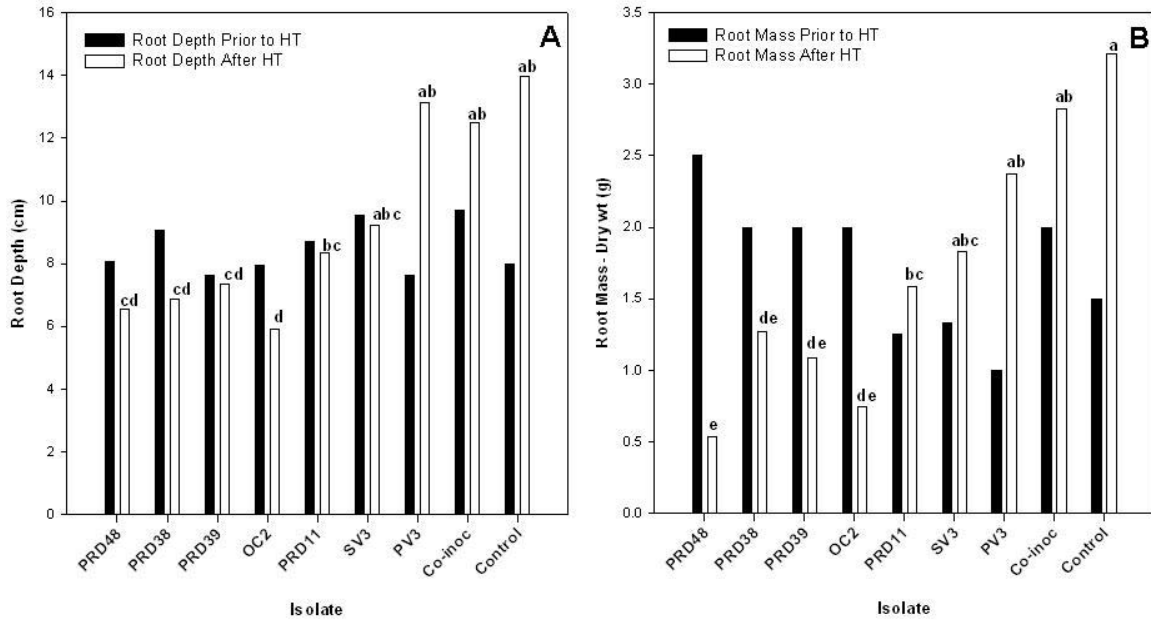 A
Root Depth Prior to HT
Root Depth After HT
Root Depth (cm)
16
14
12
10
8
6
4
2
0
cd
cd
cd
d
bc
abc
ab
ab
ab
PRD48
PRD38
PRD39
OC2
PRD11
SV3
PV3
Co-inoc
Control
Isolate
B
Root Mass Prior to HT
Root Mass After HT
Root Mass - Dry wt (g)
3.5
3.0
2.5
2.0
1.5
1.0
0.5
0.0
e
de
de
de
bc
abc
ab
ab
a
PRD48
PRD38
PRD39
OC2
PRD11
SV3
PV3
Co-inoc
Control
Isolate